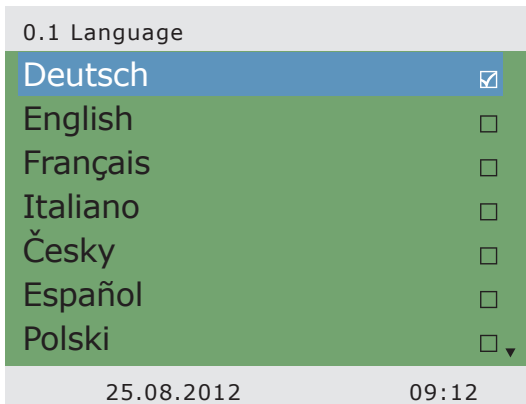 0.1 Language
Deutsch
English
Français
Italiano
Česky
Español
Polski
25.08.2012 09:12